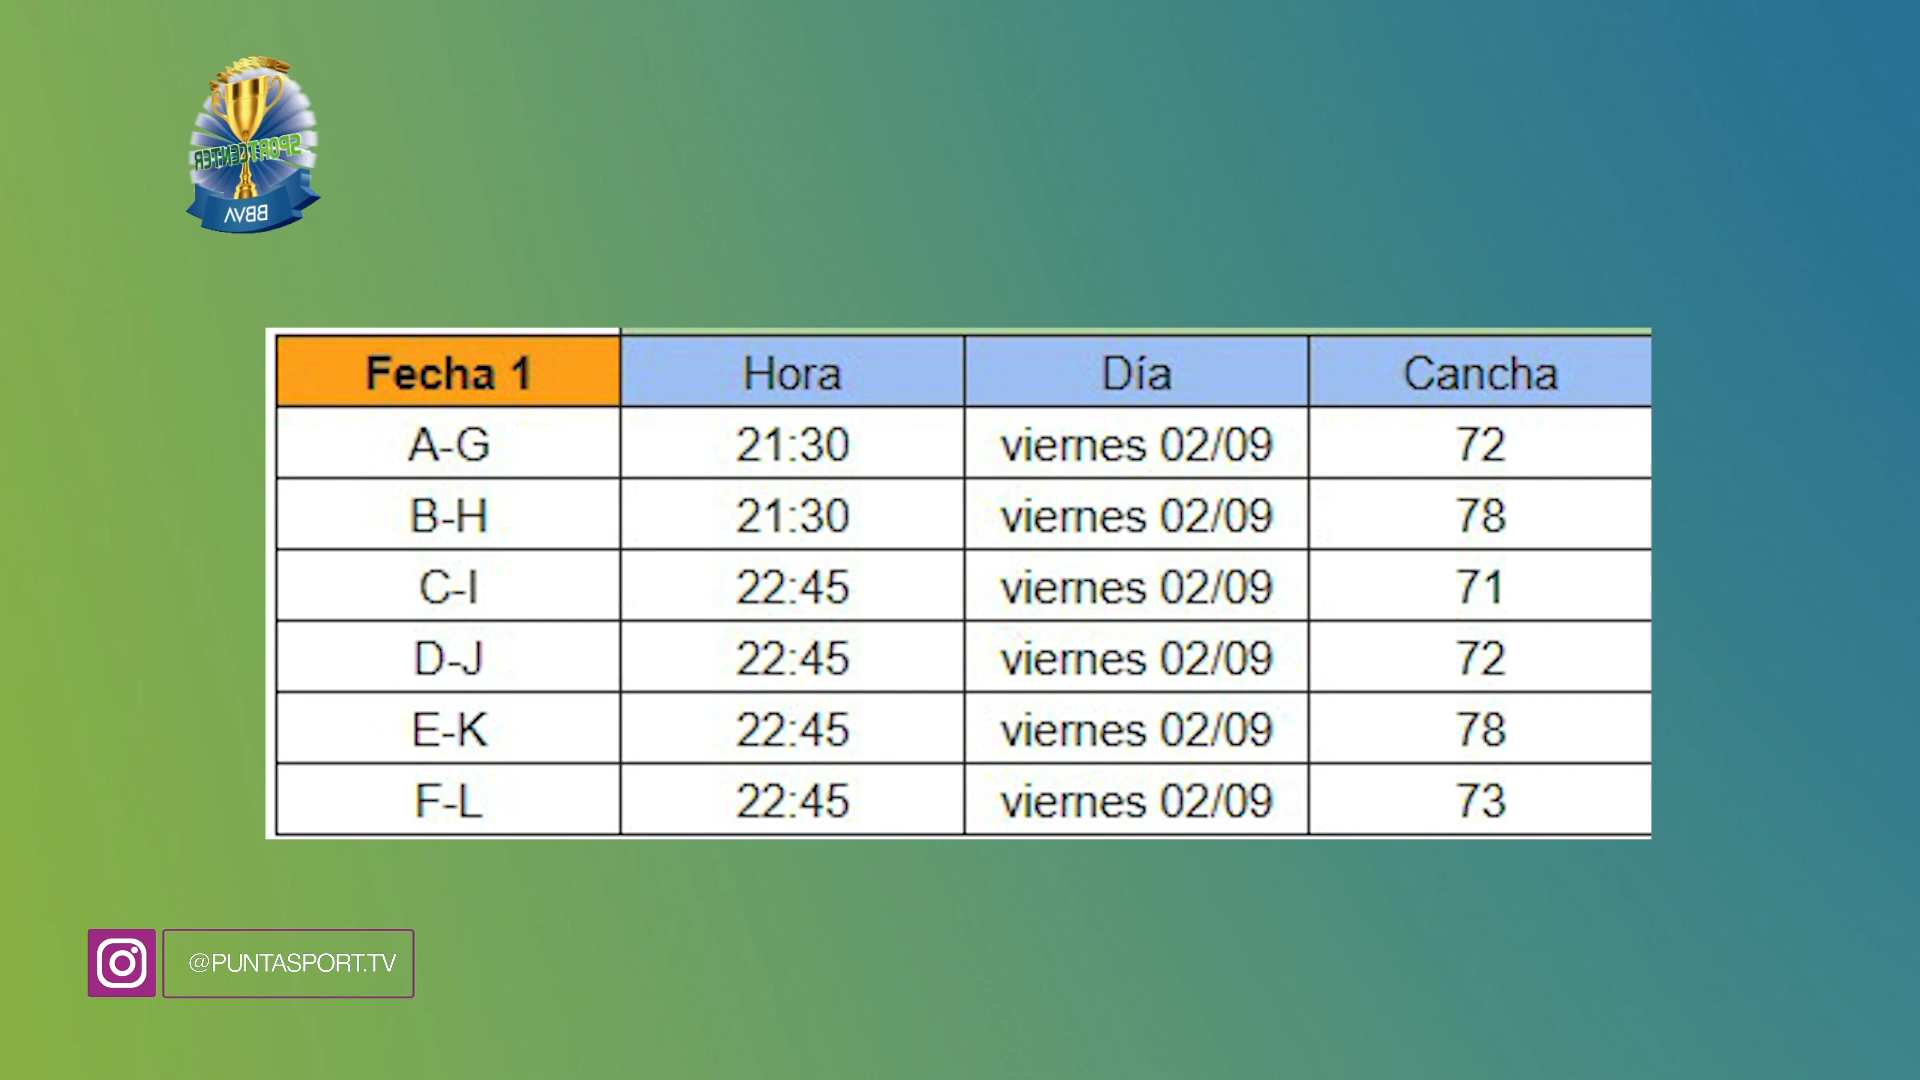 SPORTCENTER
BBVA
Fecha 1 Hora Día Cancha
A-G 21:30 viernes 02/09 72
B-H 21:30 viernes 02/09 78
C-I 22:45 viernes 02/09 71
D-J 22:45 viernes 02/09 72
E-K 22:45 viernes 02/09 78
F-L 22:45 viernes 02/09 73
@PUNTASPORT.TV